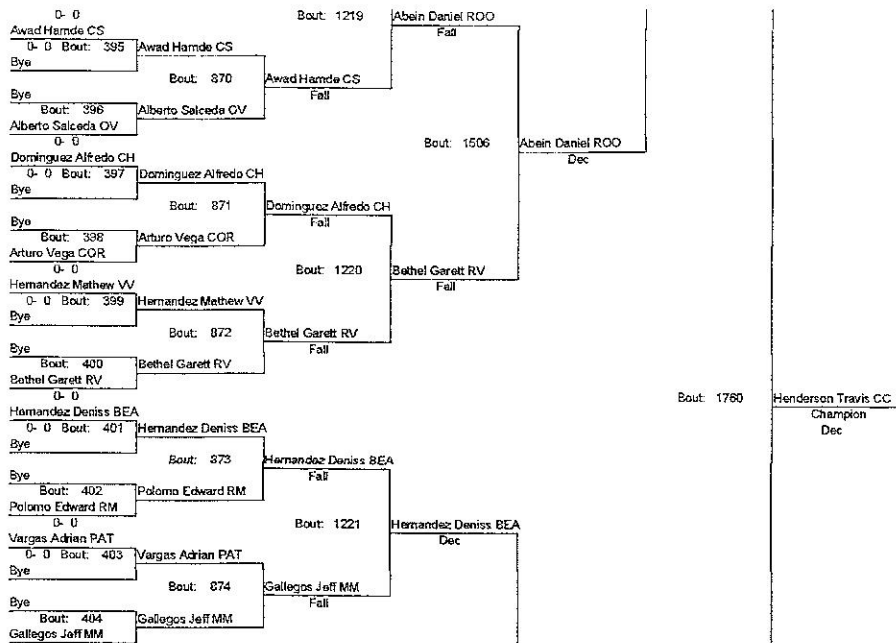 0- 0
Bout: 1219
Abein Daniel ROO
Fall
Awad Hamde CS
0- 0 Bout: 395
Awad Hamde CS
Bye
Bout: 870
Awad Hamde CS
Fall
Bye
Bout: 396
Alberto Salceda OV
Alberto Salceda OV
0- 0
Bout: 1506
Abein Daniel ROO
Dec
Dominguez Alfredo CH
0- 0 Bout: 397
Dominguez Alfredo CH
Bye
Bout: 871
Dominguez Alfredo CH
Fall
Bye
Bout: 398
Arturo Vega COR
Arturo Vega COR
0- 0
Bout: 1220
Bethel Garett RV
Fall
Hernandez Mathew VV
0- 0 Bout: 399
Hernandez Mathew VV
Bye
Bout: 872
Bethel Garett RV
Fall
Bye
Bout: 400
Bethel Garett RV
Bethel Garett RV
0- 0
Bout: 1760
Henderson Travis CC
Champion
Dec
Hernandez Deniss BEA
0- 0 Bout: 401
Hernandez Deniss BEA
Bye
Bout: 873
Hernandez Deniss BEA
Fall
Bye
Bout: 402
Polomo Edward RM
Polomo Edward RM
0- 0
Bout: 1221
Hernandez Deniss BEA
Dec
Vargas Adrian PAT
0- 0 Bout: 403
Vargas Adrian PAT
Bye
Bout: 874
Gallegos Jeff MM
Fall
Bye
Bout: 404
Gallegos Jeff MM
Gallegos Jeff MM